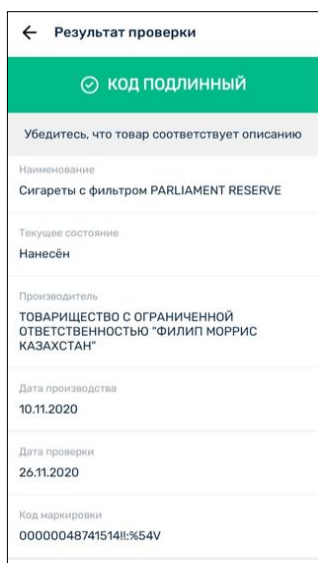 Результат проверки
КОД ПОДЛИННЫЙ
Убедитесь, что товар соответствует описанию
Наименование
Сигареты с фильтром PARLIAMENT RESERVE
Текущее состояние
Нанесён
Производитель
ТОВАРИЩЕСТВО С ОГРАНИЧЕННОЙ
ОТВЕТСТВЕННОСТЬЮ "ФИЛИП МОРРИС
КАЗАХСТАН"
Дата производства
10.11.2020
Дата проверки
26.11.2020
Код маркировки
00000048741514!!;%54V